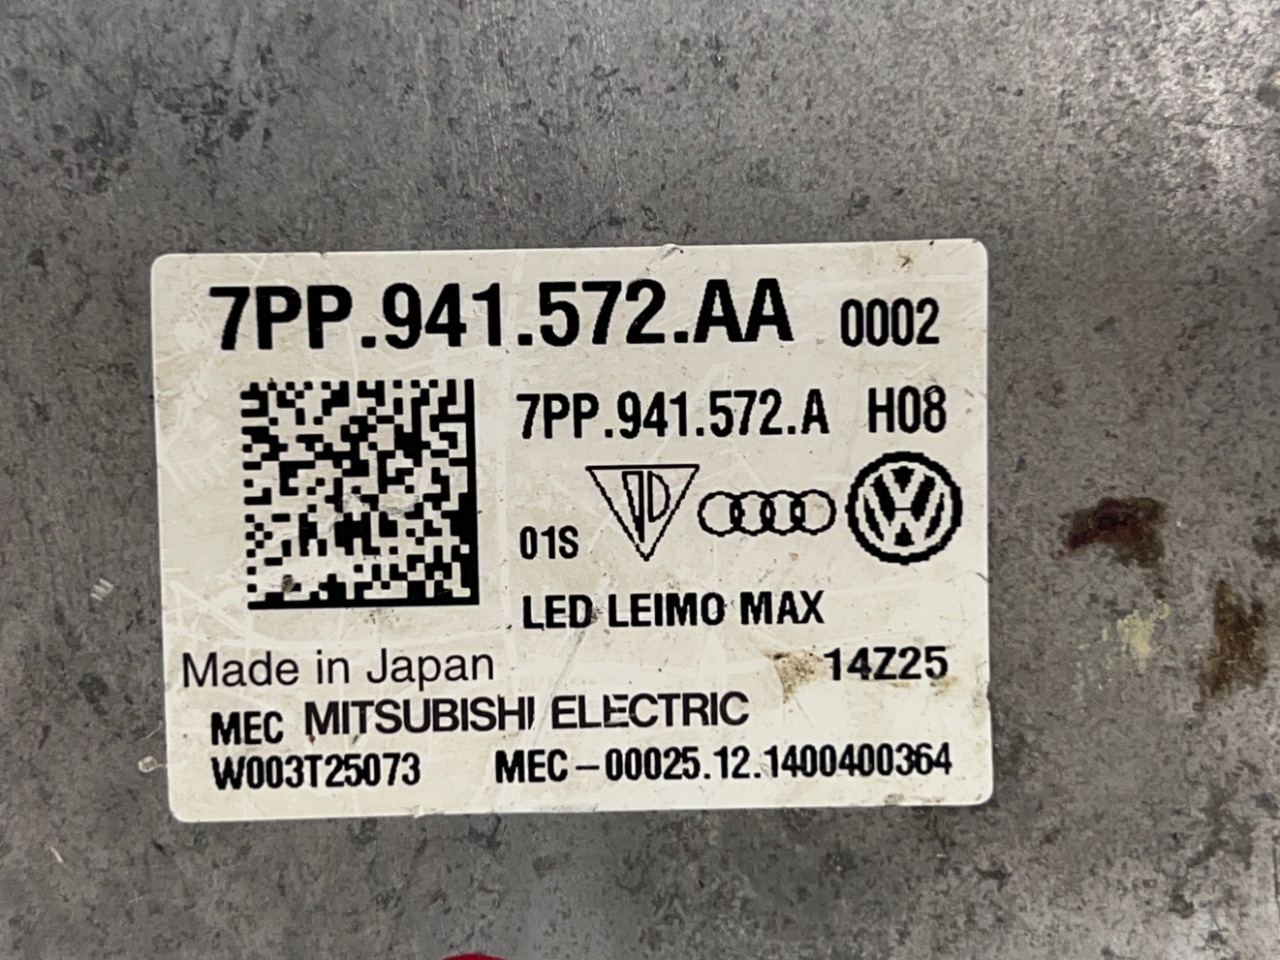 7PP.941.572.AA 0002
7PP.941.572.A H08
01S
LED LEIMO MAX
Made in Japan 14Z25
MEC MITSUBISHI ELECTRIC
W003T25073 MEC-00025.12.1400400364